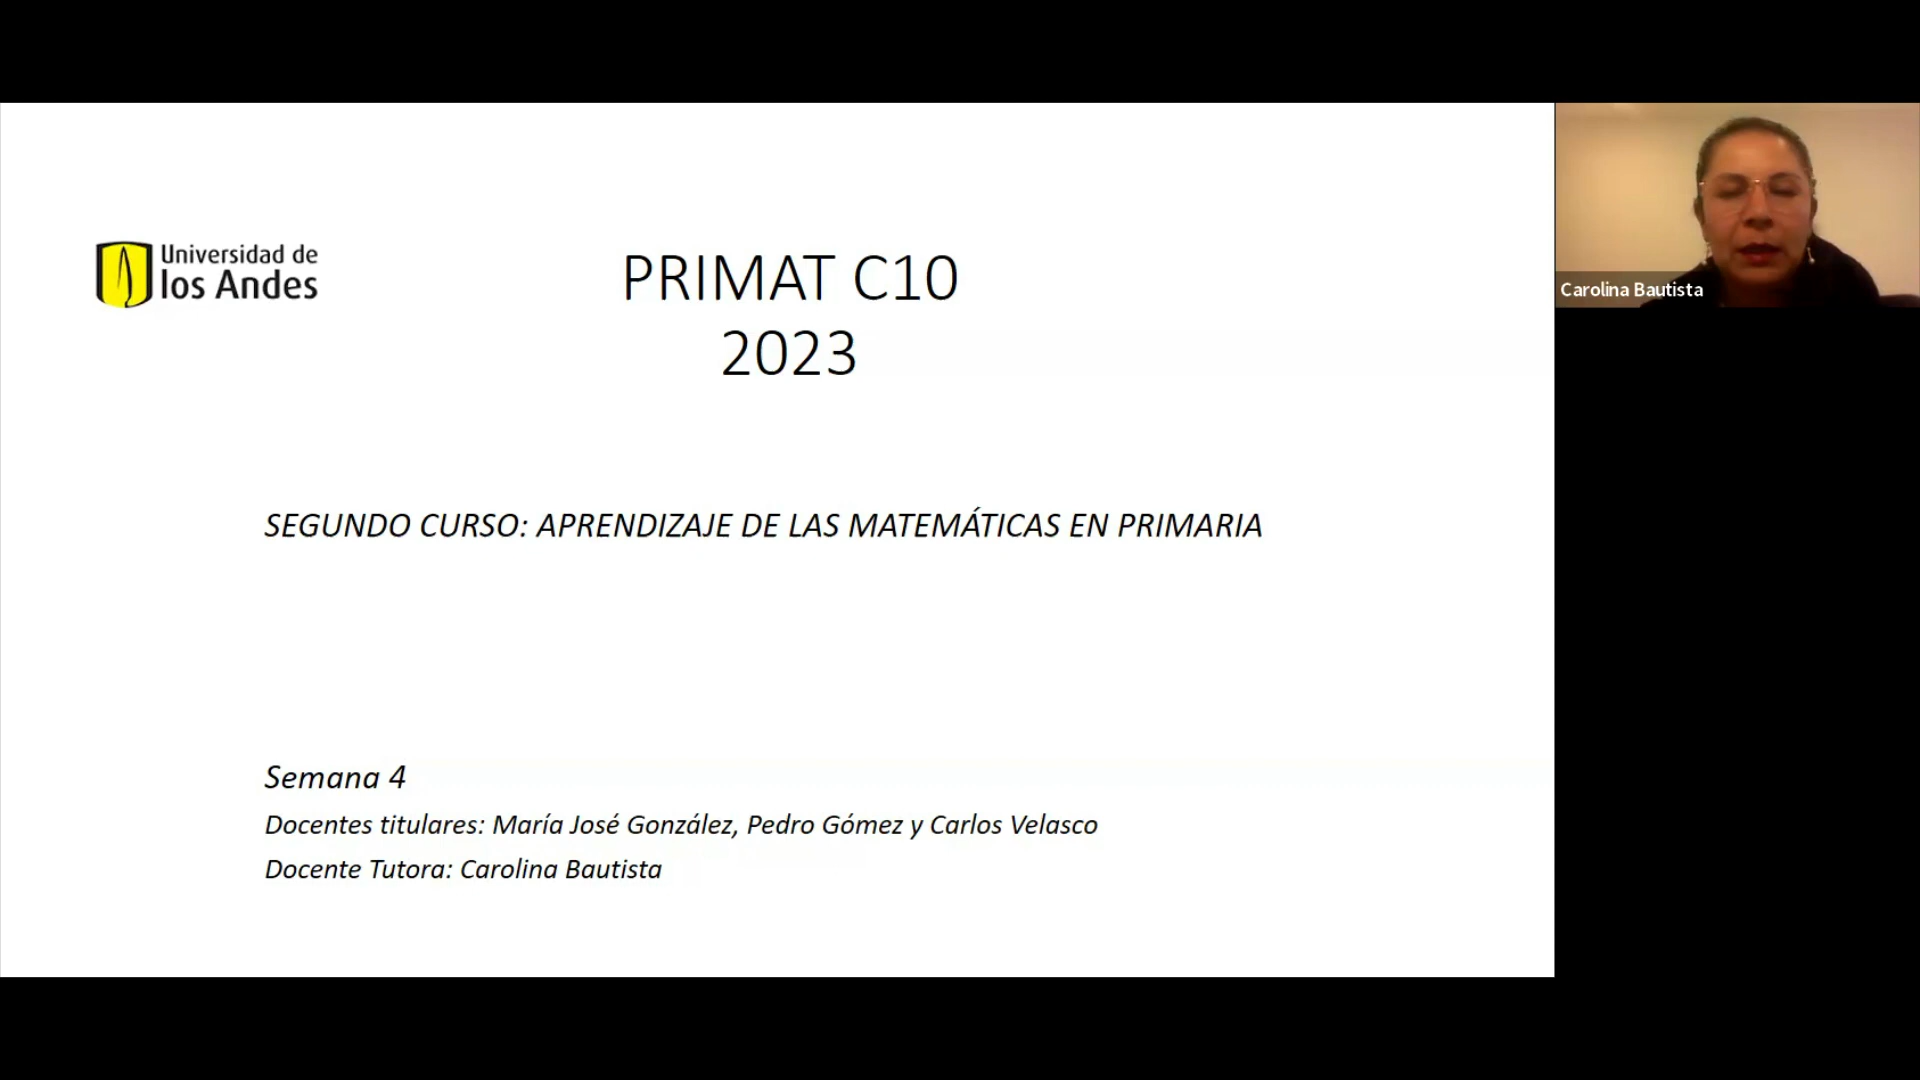 Universidad de
los Andes
PRIMAT C10
2023
SEGUNDO CURSO: APRENDIZAJE DE LAS MATEMÁTICAS EN PRIMARIA
Semana 4
Docentes titulares: María José González, Pedro Gómez y Carlos Velasco
Docente Tutora: Carolina Bautista
Carolina Bautista